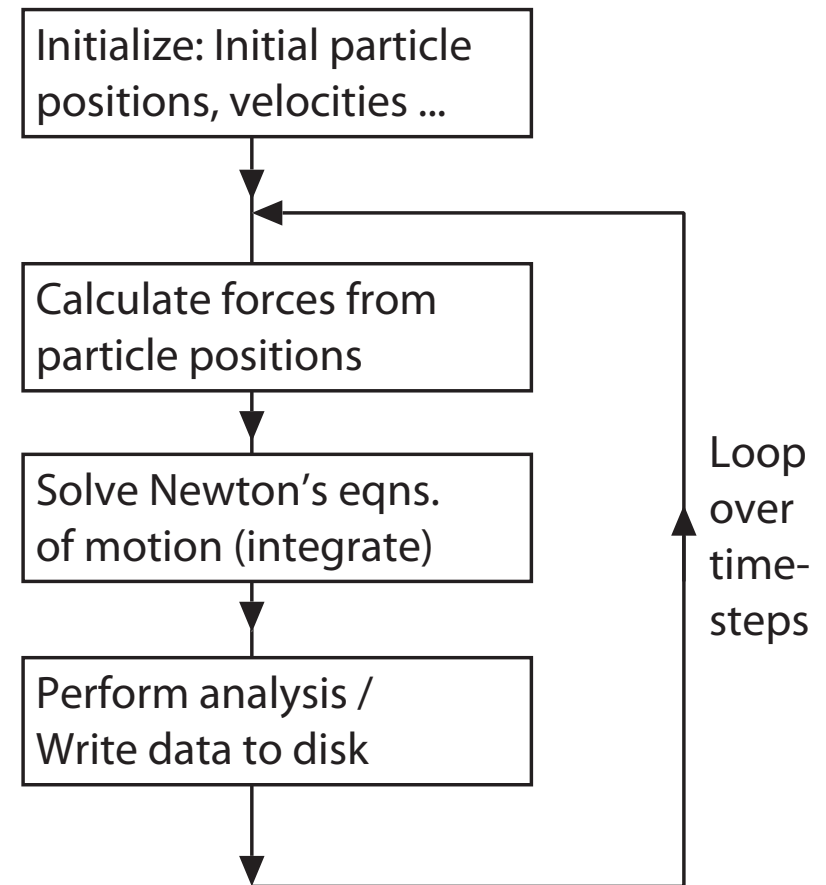 Initialize: Initial particle
positions, velocities ...
Calculate forces from
particle positions
Solve Newton’s eqns.
of motion (integrate)
Perform analysis /
Write data to disk
Loop
over
time-
steps